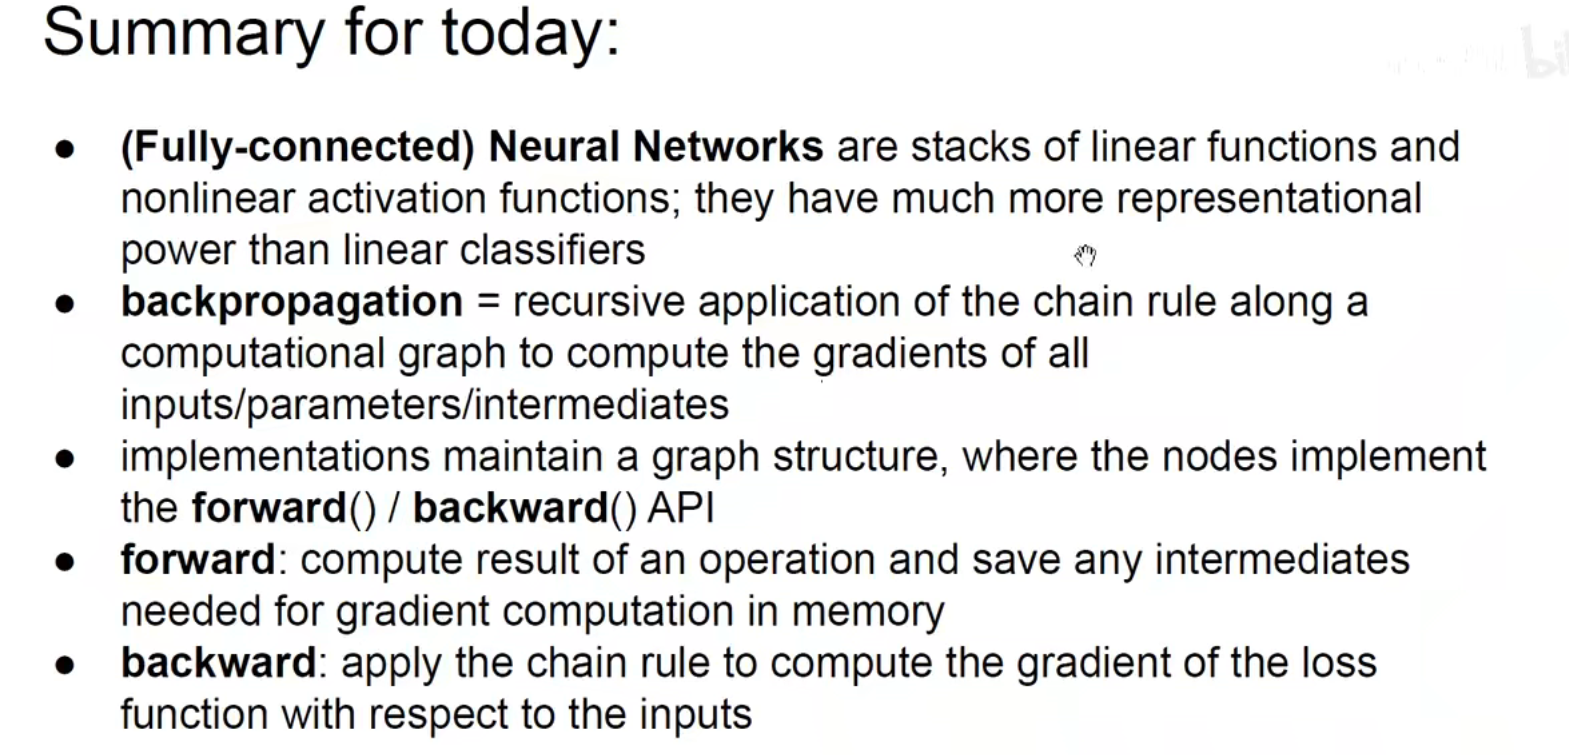 Summary for today:
● (Fully-connected) Neural Networks are stacks of linear functions and
nonlinear activation functions; they have much more representational
power than linear classifiers
● backpropagation = recursive application of the chain rule along a
computational graph to compute the gradients of all
inputs/parameters/intermediates
● implementations maintain a graph structure, where the nodes implement
the forward() / backward() API
● forward: compute result of an operation and save any intermediates
needed for gradient computation in memory
● backward: apply the chain rule to compute the gradient of the loss
function with respect to the inputs